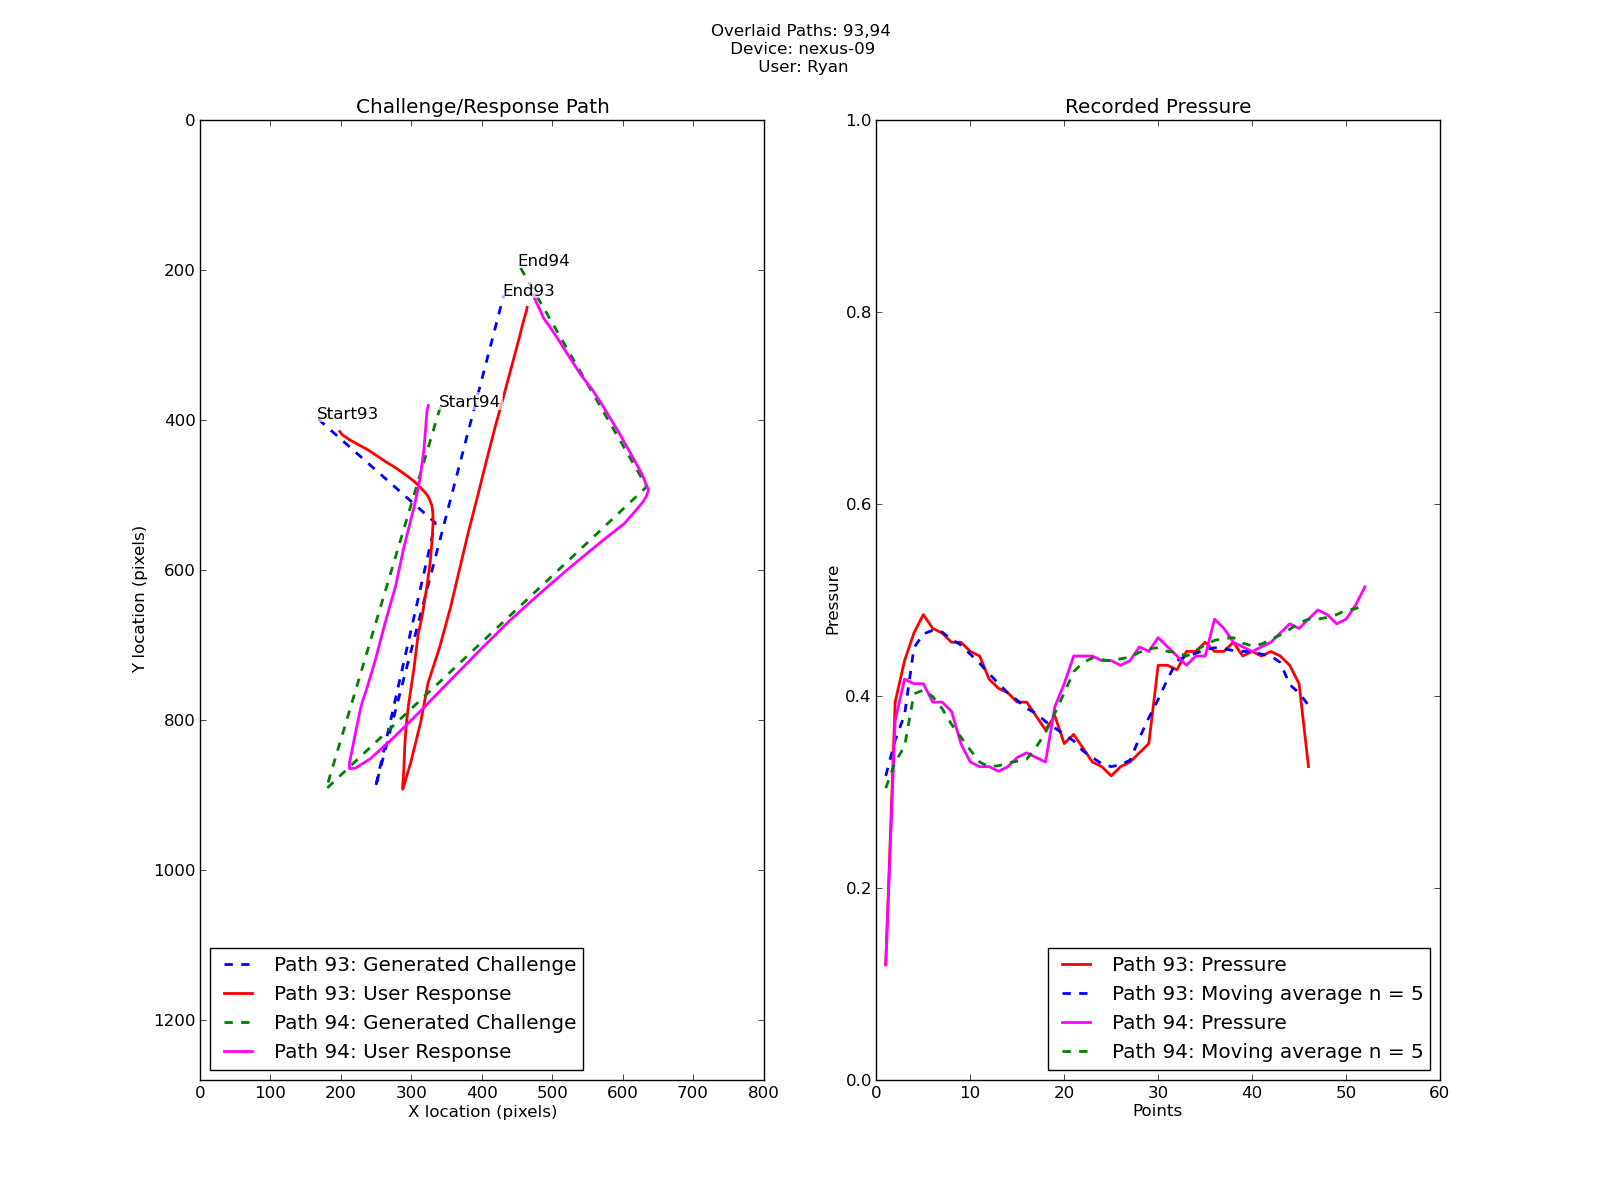 Overlaid Paths: 93,94
Device: nexus-09
User: Ryan
Challenge/Response Path
0
200
400
600
800
1000
1200
Y location (pixels)
End94
End93
Start94
Start93
Path 93: Generated Challenge
Path 93: User Response
Path 94: Generated Challenge
Path 94: User Response
0 100 200 300 400 500 600 700 800
X location (pixels)
Recorded Pressure
1.0
0.8
0.6
0.4
0.2
0.0
Pressure
Path 93: Pressure
Path 93: Moving average n = 5
Path 94: Pressure
Path 94: Moving average n = 5
0 10 20 30 40 50 60
Points